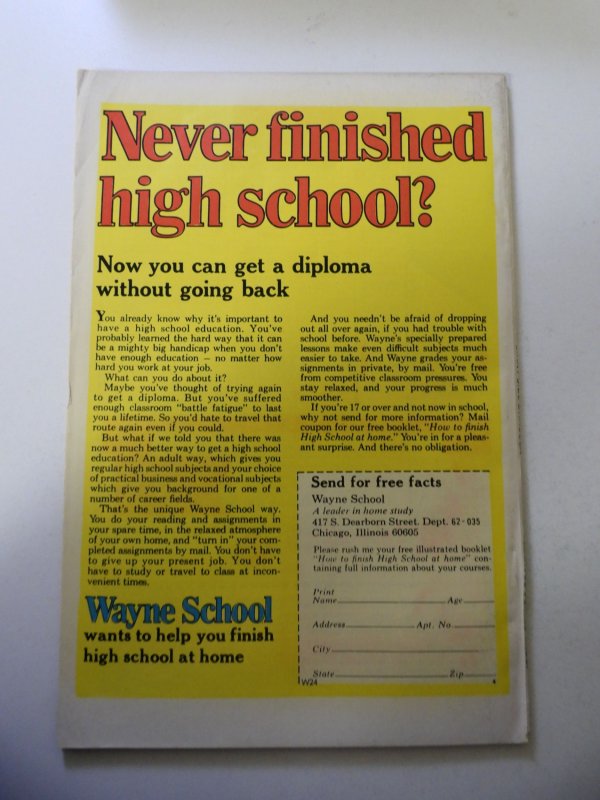 Never finished
high school?
Now you can get a diploma
without going back
You already know why it's important to
have a high school education. You've
probably learned the hard way that it can
be a mighty big handicap when you don't
have enough education – no matter how
hard you work at your job.
What can you do about it?
Maybe you've thought of trying again
to get a diploma. But you've suffered
enough classroom "battle fatigue" to last
you a lifetime. So you'd hate to travel that
route again even if you could.
But what if we told you that there was
now a much better way to get a high school
education? An adult way, which gives you
regular high school subjects and your choice
of practical business and vocational subjects
which give you background for one of a
number of career fields.
That's the unique Wayne School way.
You do your reading and assignments in
your spare time, in the relaxed atmosphere
of your own home, and "turn in" your com-
pleted assignments by mail. You don't have
to give up your present job. You don't
have to study or travel to class at incon-
venient times.
Wayne School
wants to help you finish
high school at home
And you needn't be afraid of dropping
out all over again, if you had trouble with
school before. Wayne's specially prepared
lessons make even difficult subjects much
easier to take. And Wayne grades your as-
signments in private, by mail. You're free
from competitive classroom pressures. You
stay relaxed, and your progress is much
smoother.
If you're 17 or over and not now in school,
why not send for more information? Mail
coupon for our free booklet, "How to finish
High School at home." You're in for a pleas-
ant surprise. And there's no obligation.
Send for free facts
Wayne School
A leader in home study
417 S. Dearborn Street. Dept. 62-035
Chicago, Illinois 60605
Please rush me your free illustrated booklet
"How to finish High School at home" con-
taining full information about your courses.
Print
Name Age
Address Apt. No
City
State Zip
W24 4